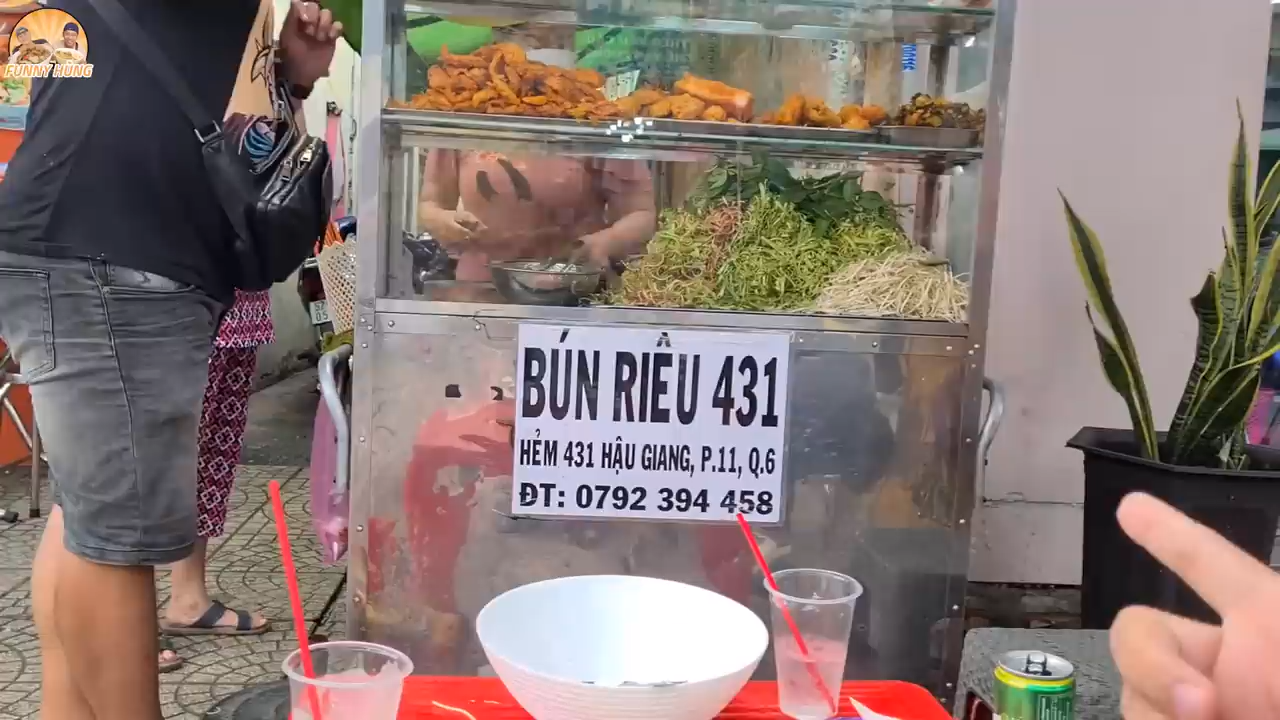 FUNNY HÙNG
BÚN RIÊU 431
HẺM 431 HẬU GIANG, P.11, Q.6
ĐT: 0792 394 458